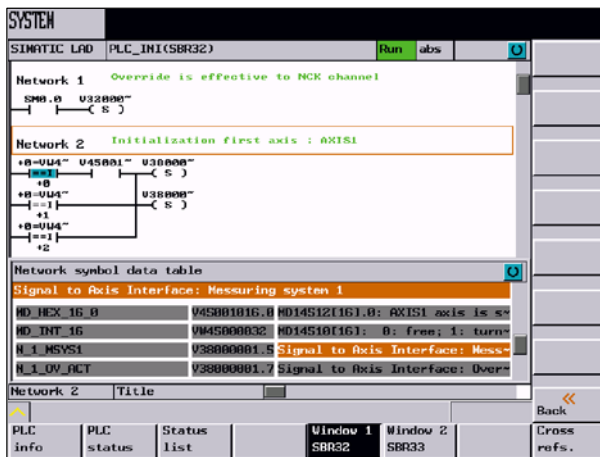 SYSTEM
SIMATIC LAD PLC_INI(SBR32) Run abs
Network 1 Override is effective to NCK channel
SM0.0 V32000~
( S )
Network 2 Initialization first axis : AXIS1
+0=VW4~ V45001~ V38000~
==I ( S )
+0
+0=VW4~ V38000~
==I ( S )
+1
+0=VW4~
==I
+2
Network symbol data table
Signal to Axis Interface: Messuring system 1
MD_HEX_16_0 V45001016.0 MD14512[16].0: AXIS1 axis is s~
MD_INT_16 VW45000032 MD14510[16]: 0: free; 1: turn~
N_1_MSYS1 V38000001.5 Signal to Axis Interface: Mess~
N_1_OV_ACT V38000001.7 Signal to Axis Interface: Over~
Network 2 Title
Back
PLC info
PLC status
Status list
Window 1 SBR32
Window 2 SBR33
Cross refs.